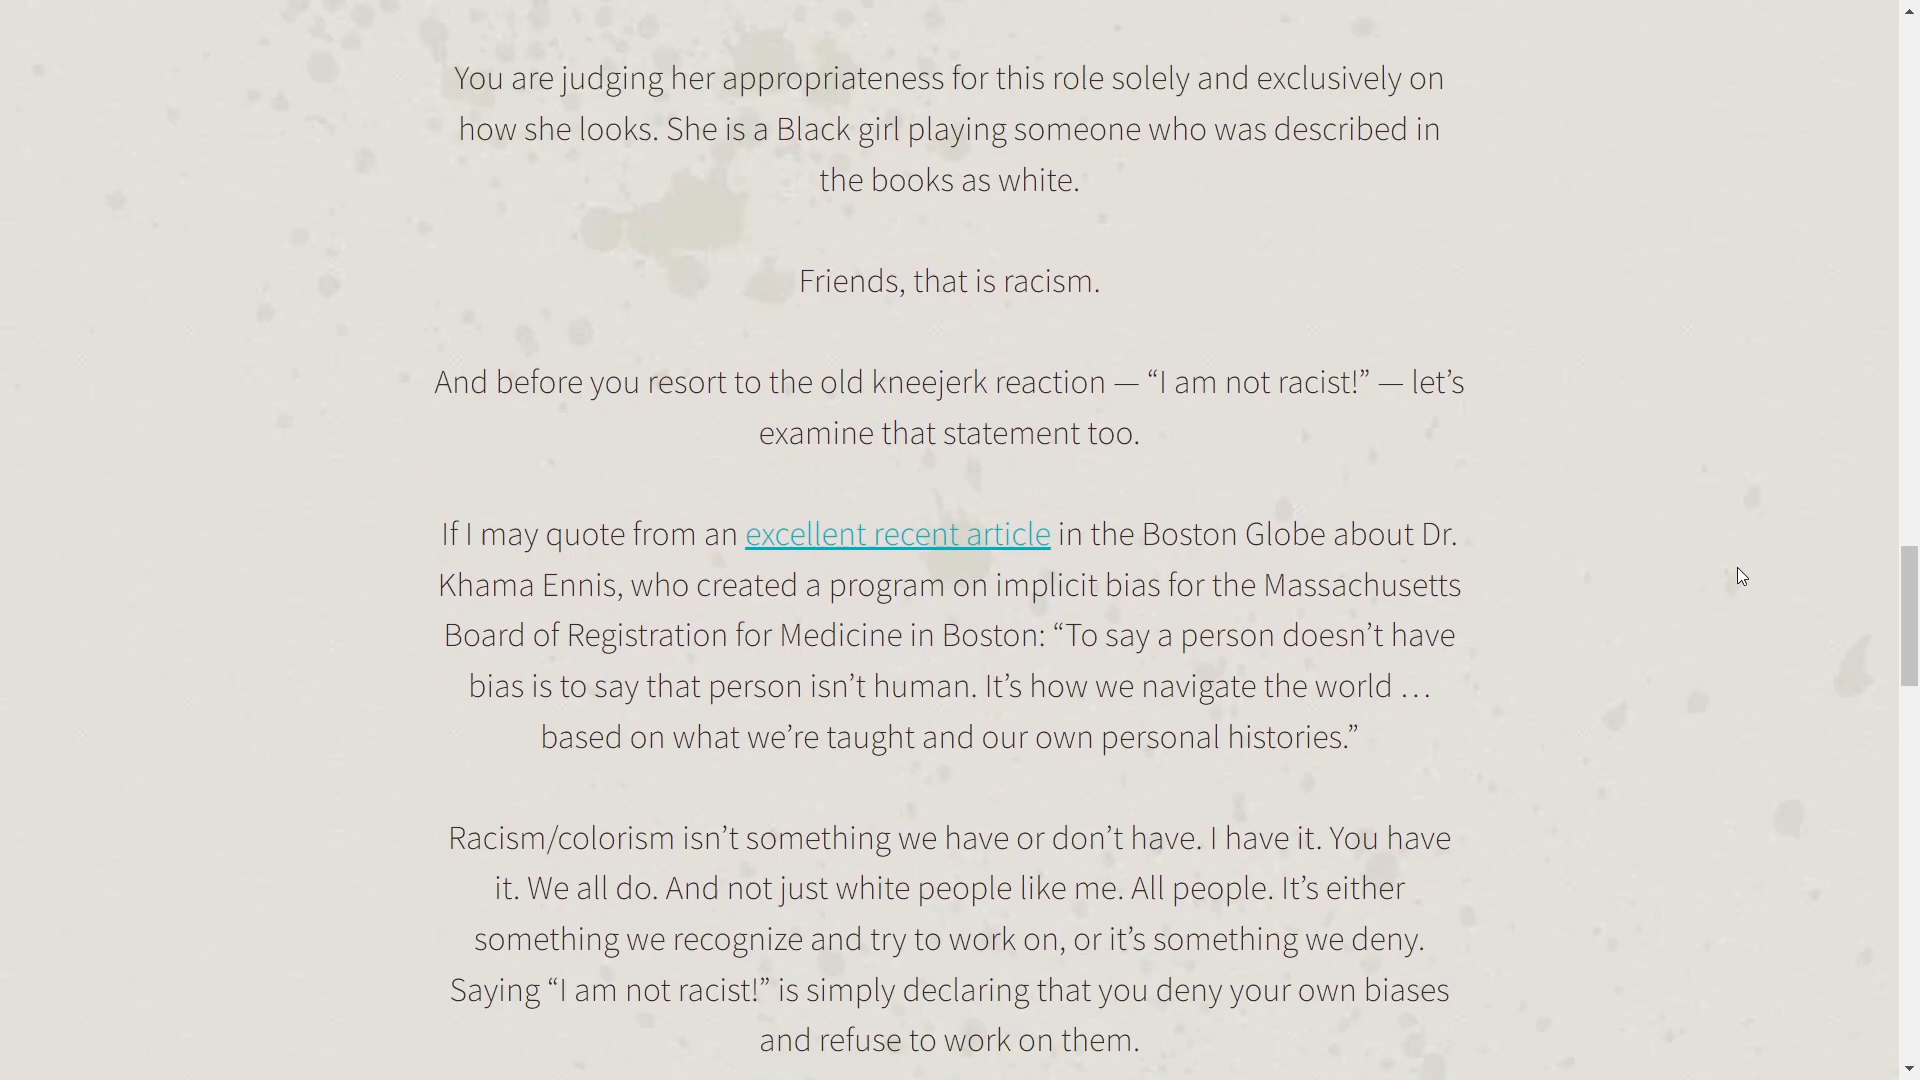 You are judging her appropriateness for this role solely and exclusively on
how she looks. She is a Black girl playing someone who was described in
the books as white.
Friends, that is racism.
And before you resort to the old kneejerk reaction — “I am not racist!” — let’s
examine that statement too.
If I may quote from an excellent recent article in the Boston Globe about Dr.
Khama Ennis, who created a program on implicit bias for the Massachusetts
Board of Registration for Medicine in Boston: “To say a person doesn’t have
bias is to say that person isn’t human. It’s how we navigate the world …
based on what we’re taught and our own personal histories.”
Racism/colorism isn’t something we have or don’t have. I have it. You have
it. We all do. And not just white people like me. All people. It’s either
something we recognize and try to work on, or it’s something we deny.
Saying “I am not racist!” is simply declaring that you deny your own biases
and refuse to work on them.